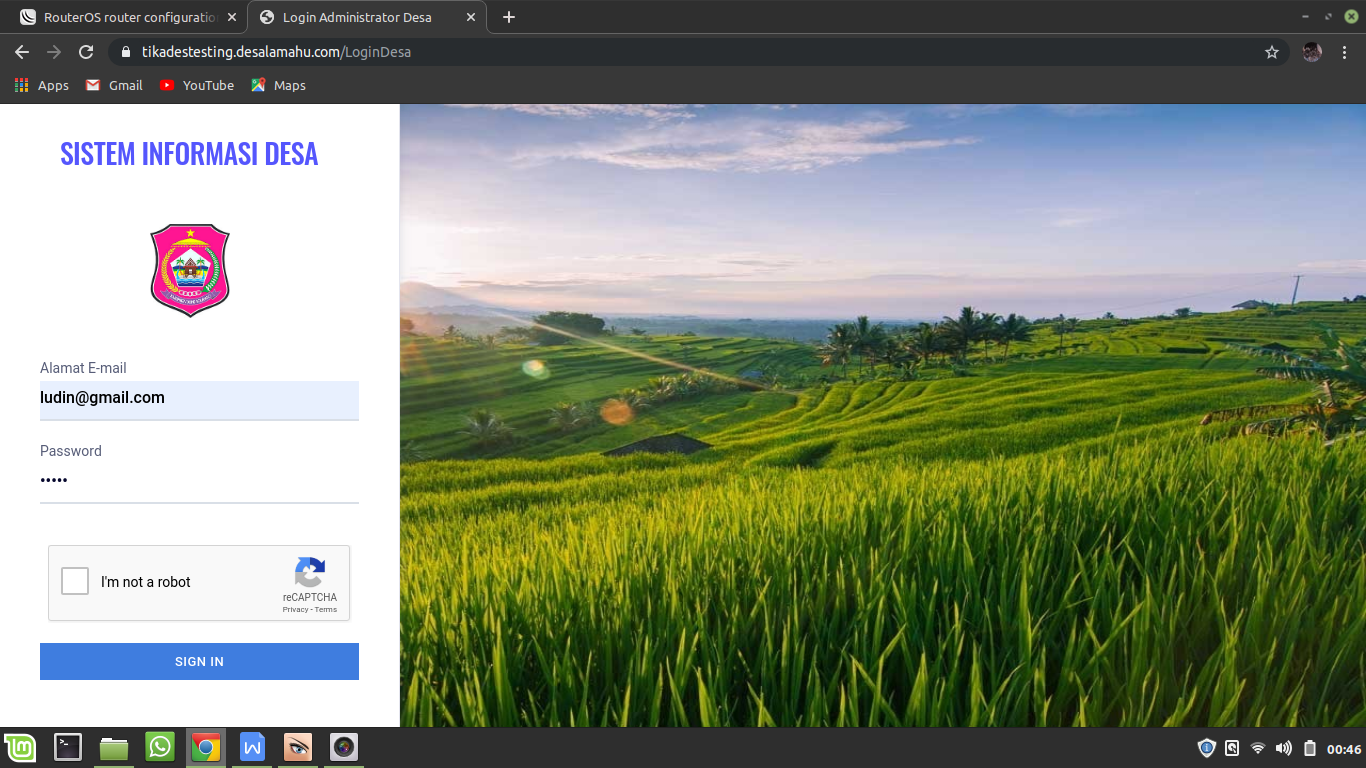 RouterOS router configuratio
Login Administrator Desa
tikadestesting.desalamahu.com/LoginDesa
Apps
Gmail
YouTube
Maps
SISTEM INFORMASI DESA
Alamat E-mail
ludin@gmail.com
Password
•••••
I'm not a robot
reCAPTCHA
Privacy - Terms
SIGN IN
00:46